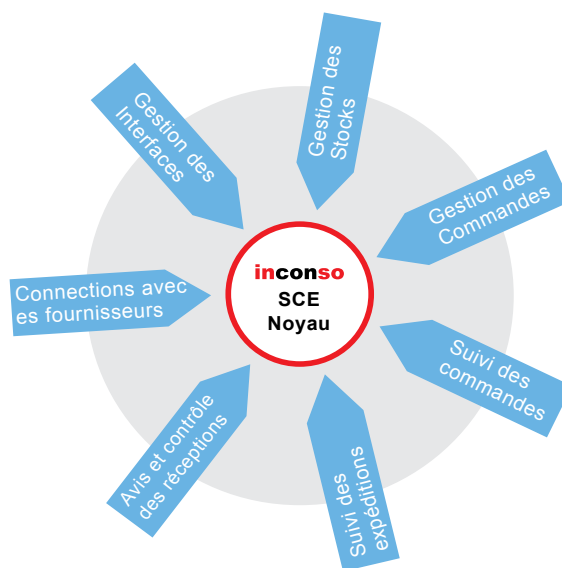 Gestion des
Stocks
Gestion des
Commandes
Suivi des
commandes
Suivi des
expéditions
Avis et contrôle
des réceptions
Connections avec
es fournisseurs
Gestion des
Interfaces
inconso
SCE
Noyau